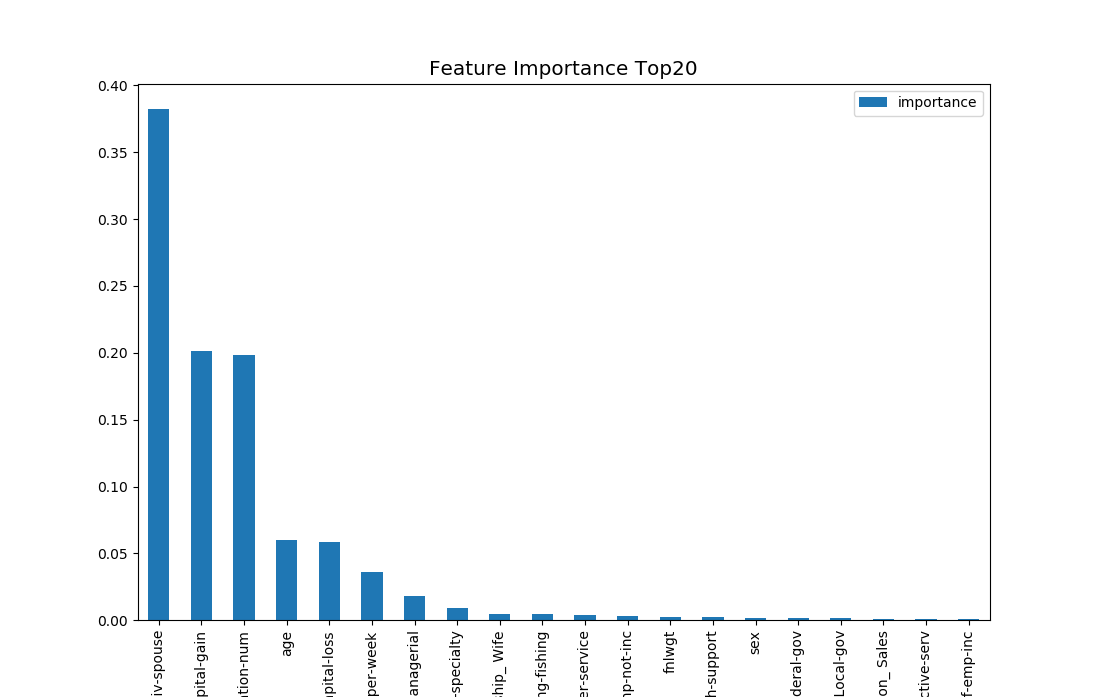 Feature Importance Top20
importance
0.40
0.35
0.30
0.25
0.20
0.15
0.10
0.05
0.00
iv-spouse
pital-gain
tion-num
age
pital-loss
per-week
anagerial
-specialty
hip_ Wife
ng-fishing
er-service
np-not-inc
fnlwgt
h-support
sex
deral-gov
Local-gov
on_ Sales
ctive-serv
f-emp-inc